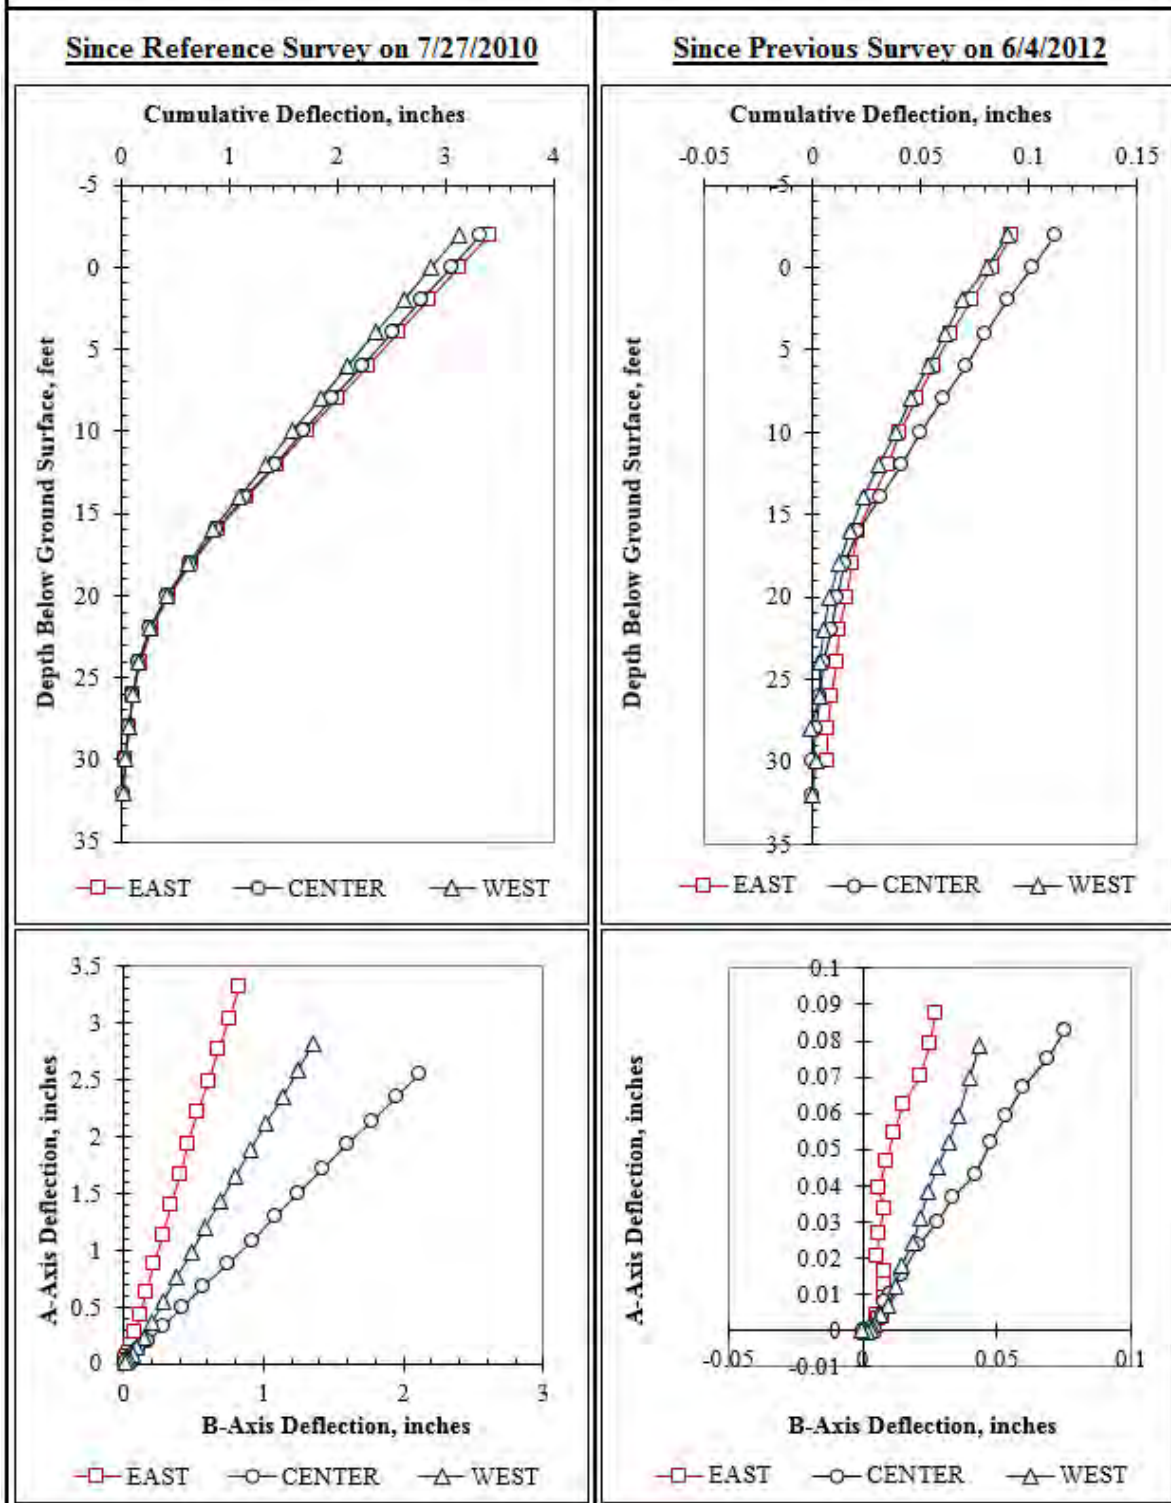 Since Reference Survey on 7/27/2010
Since Previous Survey on 6/4/2012
Cumulative Deflection, inches
0 1 2 3 4
-5
0
5
10
15
20
25
30
35
Depth Below Ground Surface, feet
EAST CENTER WEST
Cumulative Deflection, inches
-0.05 0 0.05 0.1 0.15
-5
0
5
10
15
20
25
30
35
Depth Below Ground Surface, feet
EAST CENTER WEST
3.5
3
2.5
2
1.5
1
0.5
0
A-Axis Deflection, inches
0 1 2 3
B-Axis Deflection, inches
EAST CENTER WEST
0.1
0.09
0.08
0.07
0.06
0.05
0.04
0.03
0.02
0.01
0
-0.01
A-Axis Deflection, inches
-0.05 0 0.05 0.1
B-Axis Deflection, inches
EAST CENTER WEST